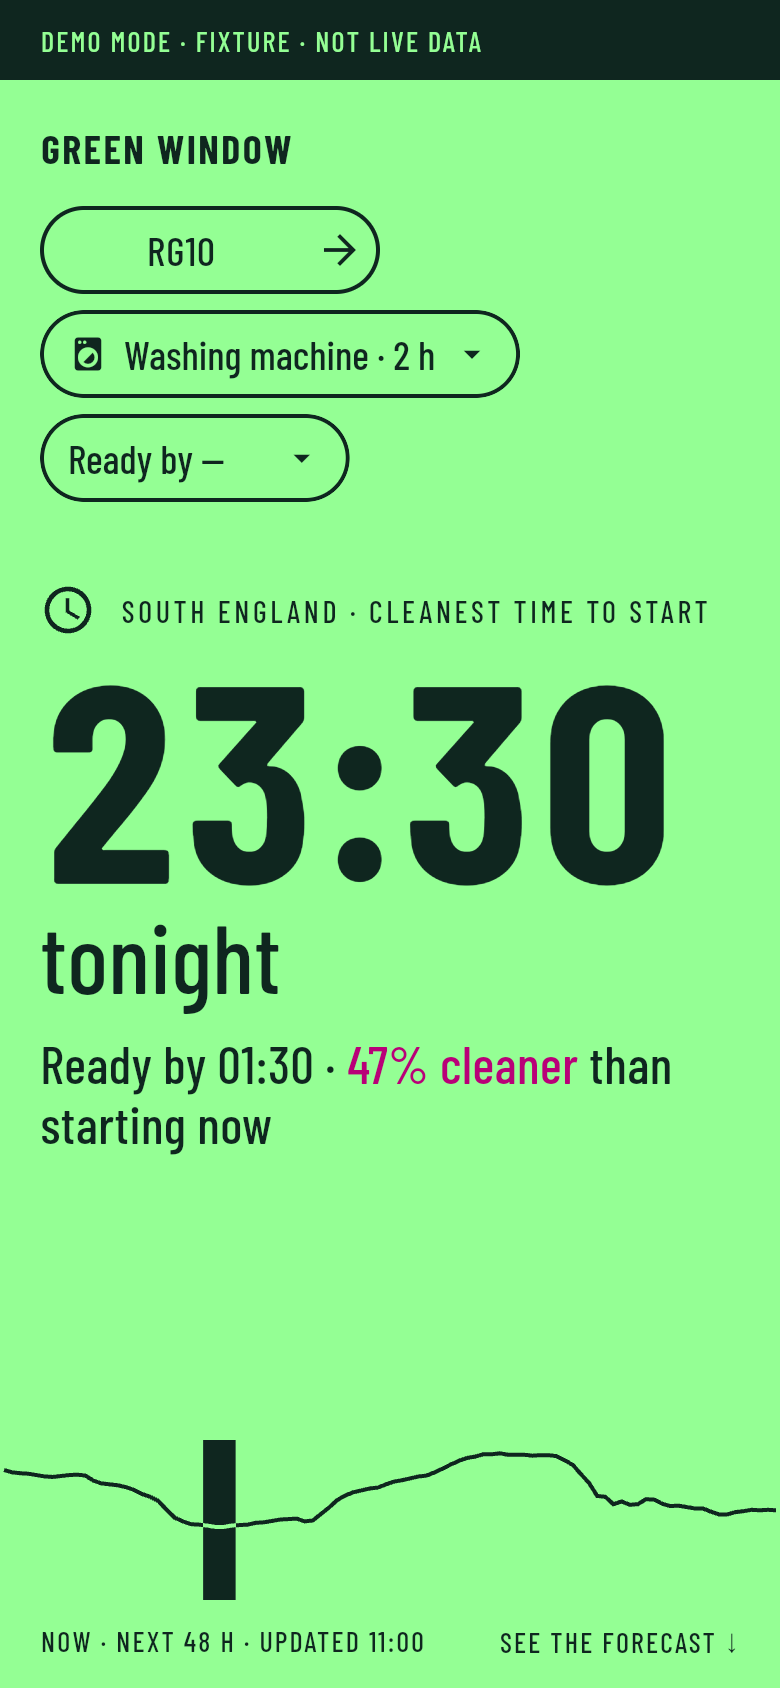 DEMO MODE · FIXTURE · NOT LIVE DATA
GREEN WINDOW
RG10 →
Washing machine · 2 h
Ready by —
SOUTH ENGLAND · CLEANEST TIME TO START
23:30
tonight
Ready by 01:30 · 47% cleaner than
starting now
NOW · NEXT 48 H · UPDATED 11:00
SEE THE FORECAST ↓